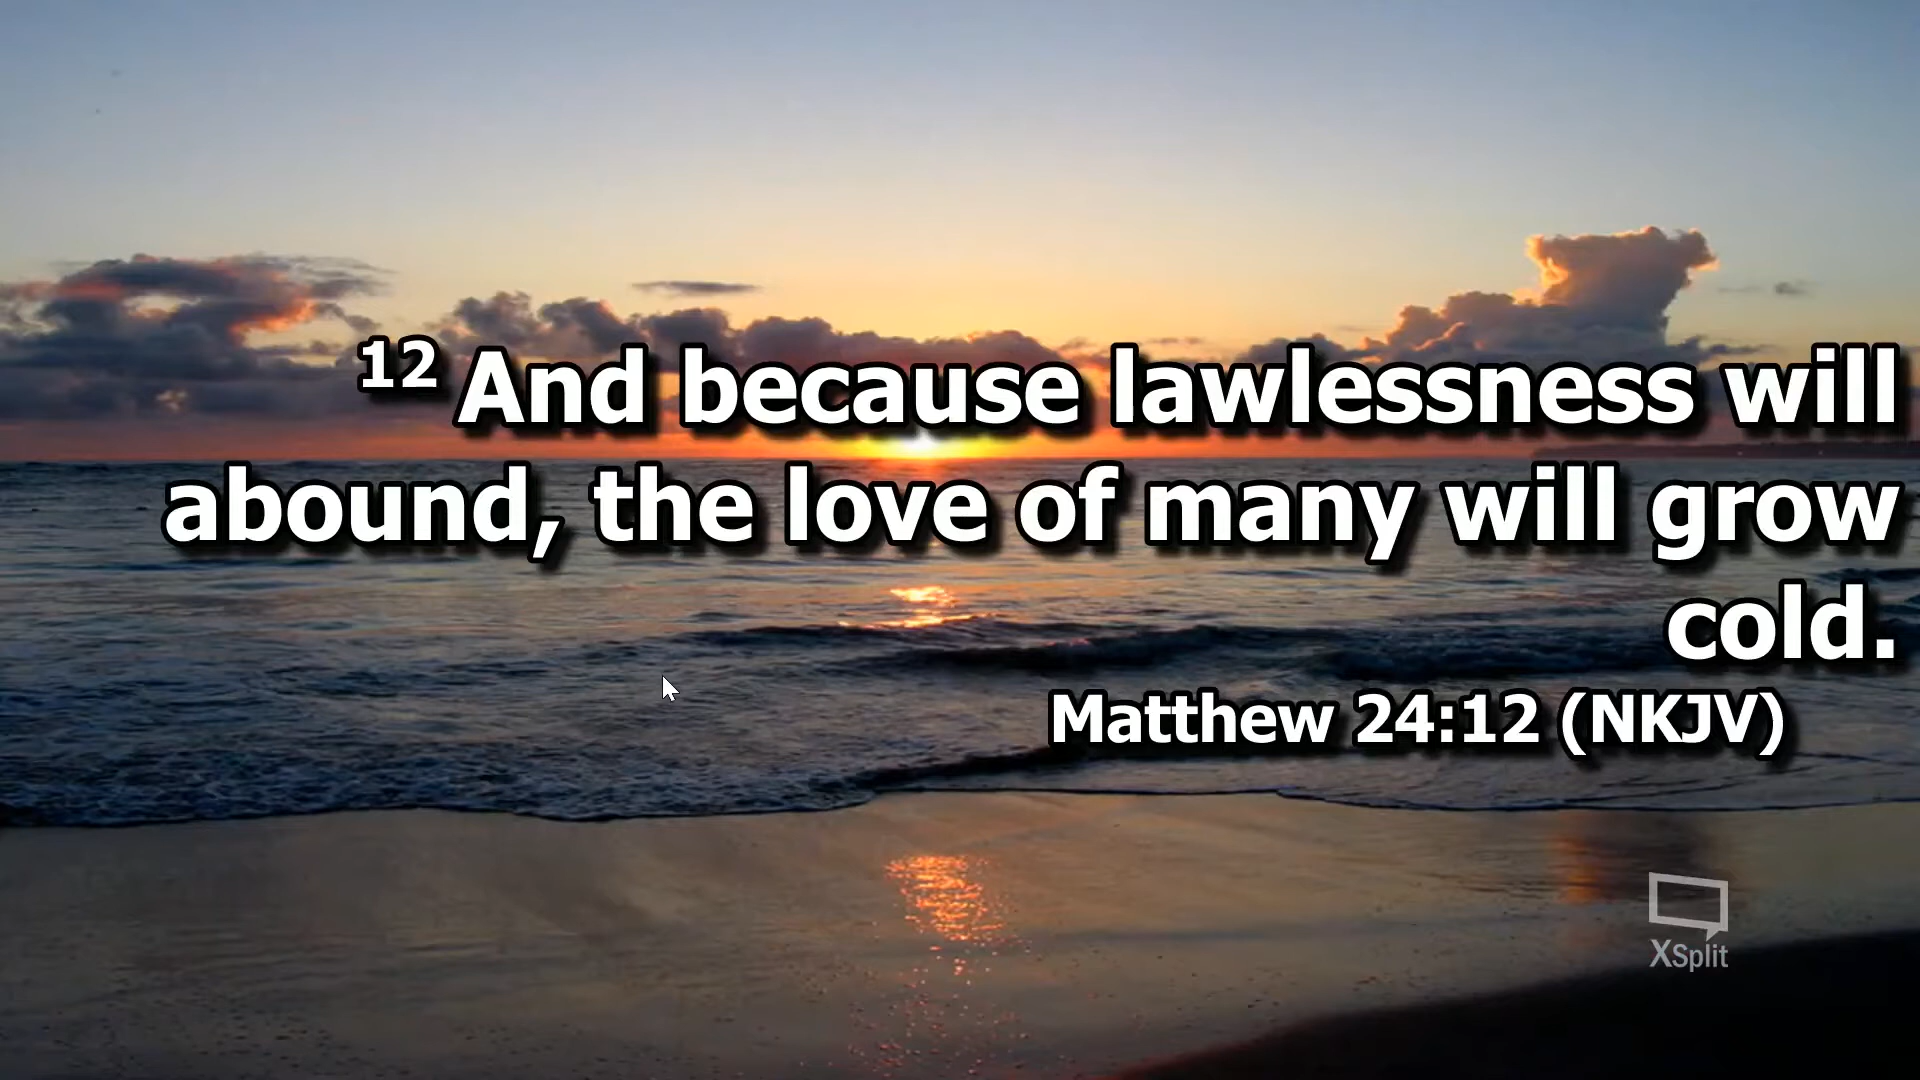 12 And because lawlessness will
abound, the love of many will grow
cold.
Matthew 24:12 (NKJV)
XSplit